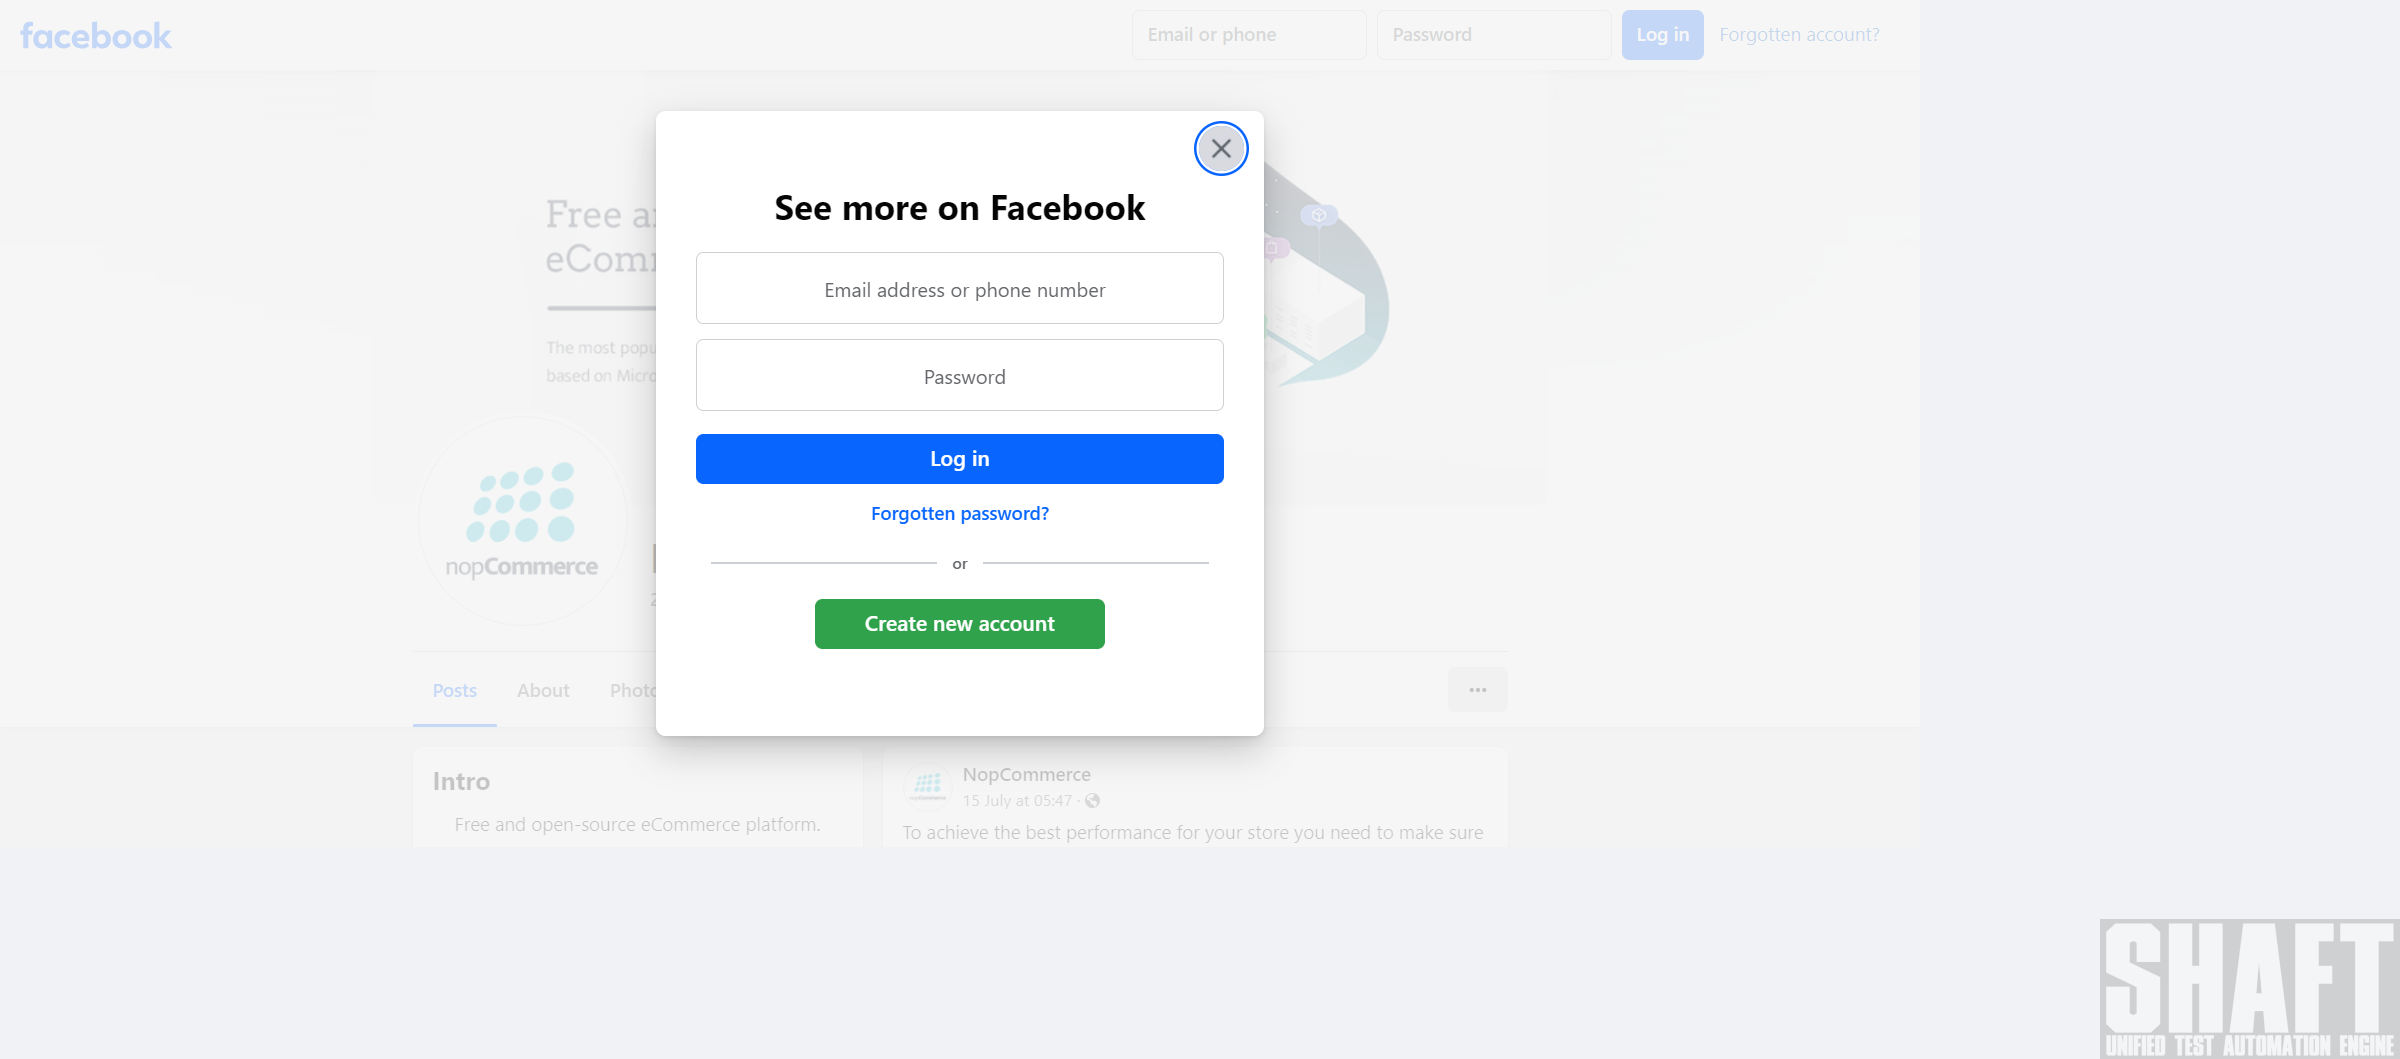 facebook
Email or phone
Password
Log in
Forgotten account?
See more on Facebook
Email address or phone number
Password
Log in
Forgotten password?
or
Create new account
Free a
eComm
The most popu
based on Micro
nopCommerce
Posts
About
Photo
Intro
Free and open-source eCommerce platform.
NopCommerce
15 July at 05:47 ·
To achieve the best performance for your store you need to make sure
SHAFT
UNIFIED TEST AUTOMATION ENGINE